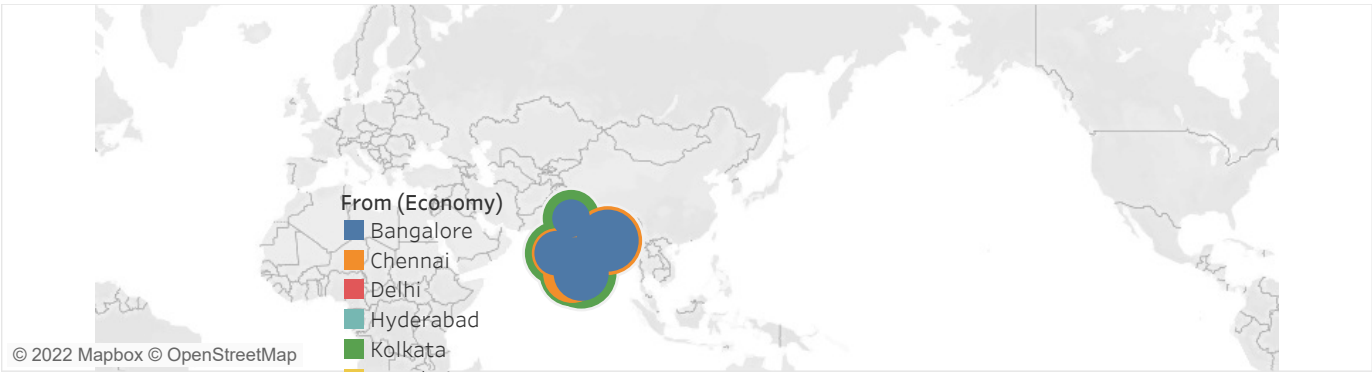 From (Economy)
Bangalore
Chennai
Delhi
Hyderabad
Kolkata
© 2022 Mapbox © OpenStreetMap